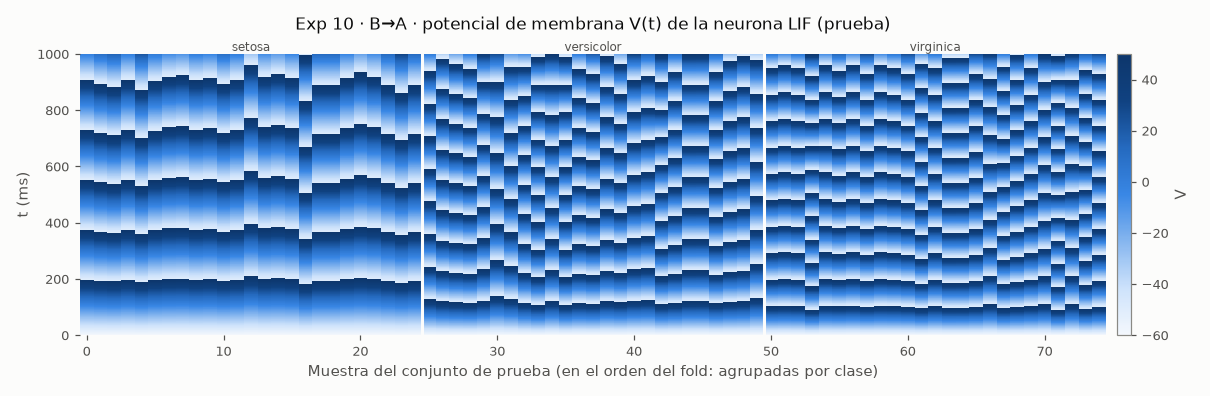 Exp 10 · B→A · potencial de membrana V(t) de la neurona LIF (prueba)
setosa versicolor virginica
1000
800
600
400
200
0
t (ms)
0 10 20 30 40 50 60 70
Muestra del conjunto de prueba (en el orden del fold: agrupadas por clase)
40
20
0
−20
−40
−60
V